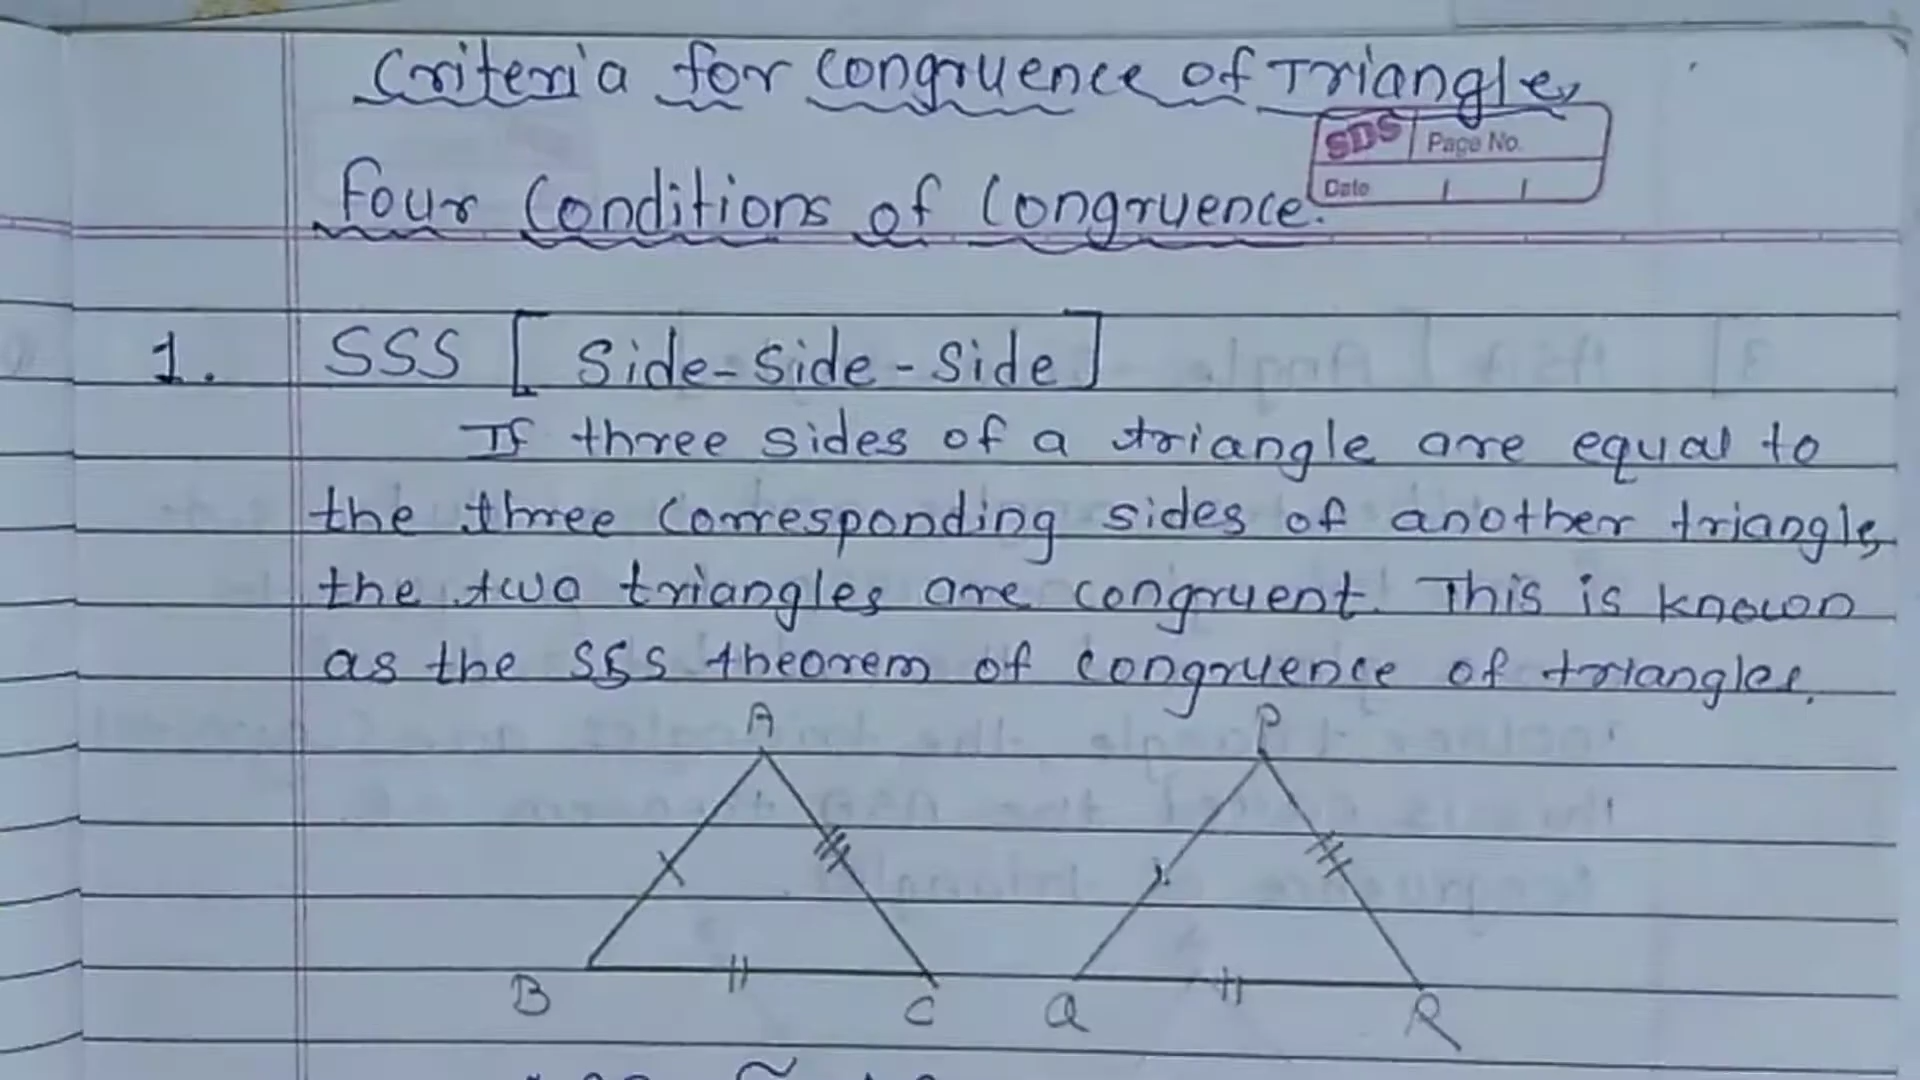 Criteria for Congruence of Triangle,
SDS Page No.
Date / /
Four Conditions of Congruence.
1. SSS [Side-Side-Side]
If three sides of a triangle are equal to
the three corresponding sides of another triangle,
the two triangles are congruent. This is known
as the SSS theorem of congruence of triangles.
A P
B C Q R